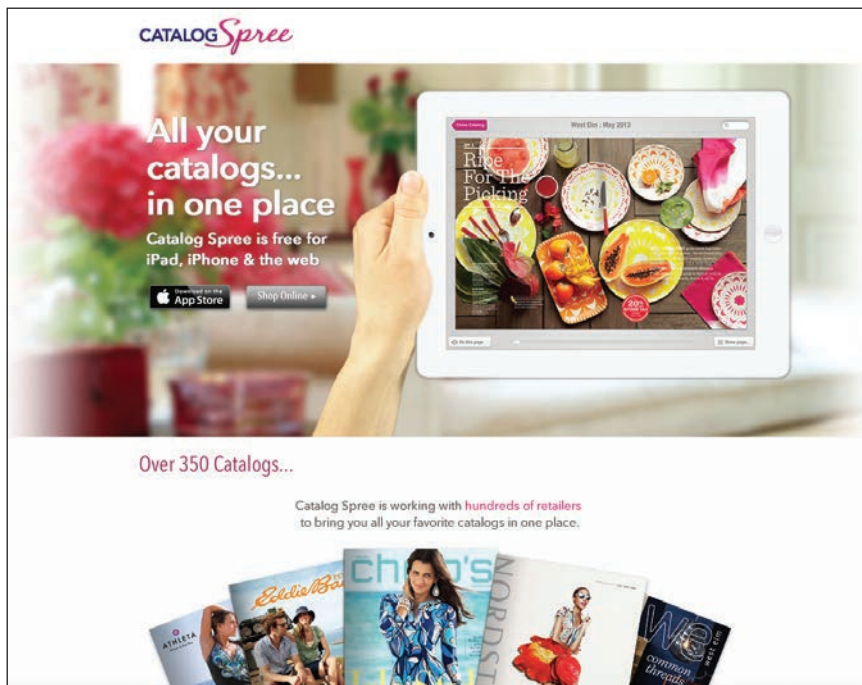 CATALOG Spree
All your
catalogs...
in one place
Catalog Spree is free for
iPad, iPhone & the web
Download on the
App Store
Shop Online
West Elm : May 2013
Ripe
For The
Picking
20%
Over 350 Catalogs...
Catalog Spree is working with hundreds of retailers
to bring you all your favorite catalogs in one place.
ATHLETA
Eddie Bau
chico's
NORDST
we
west elm
common
threads